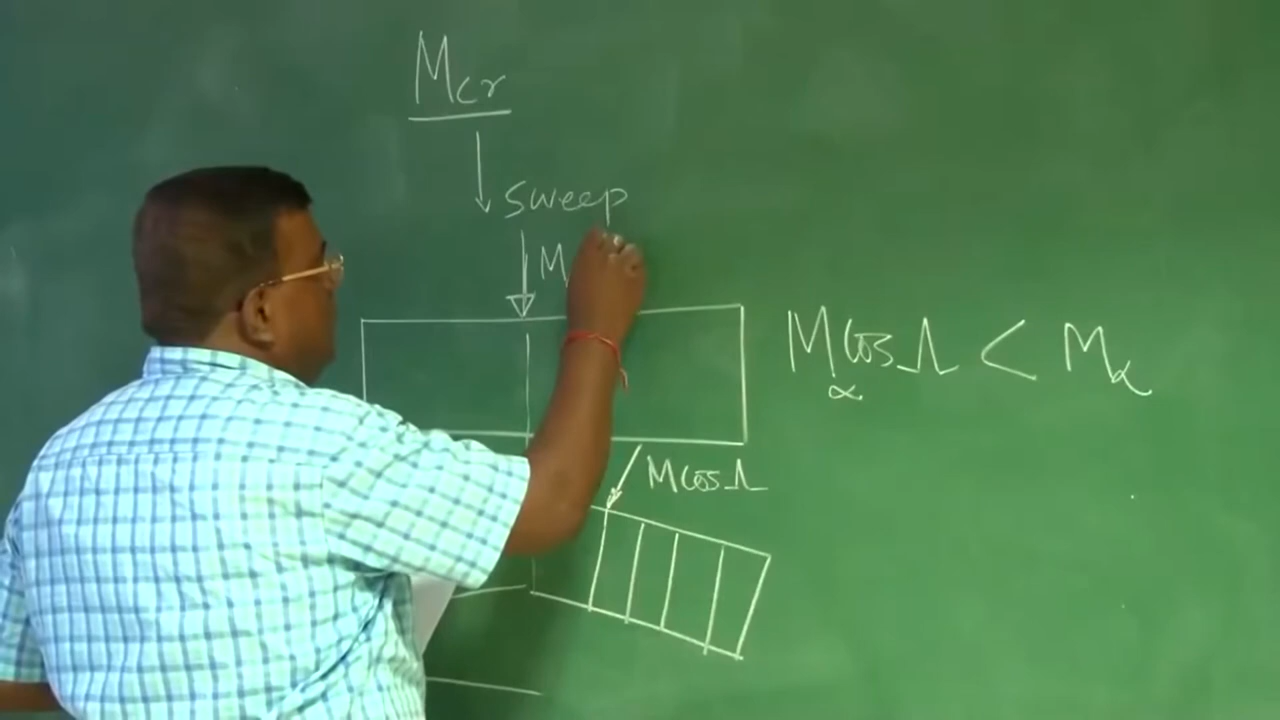 Mcr
sweep
M
M∝ cos Λ < M∝
M cos Λ